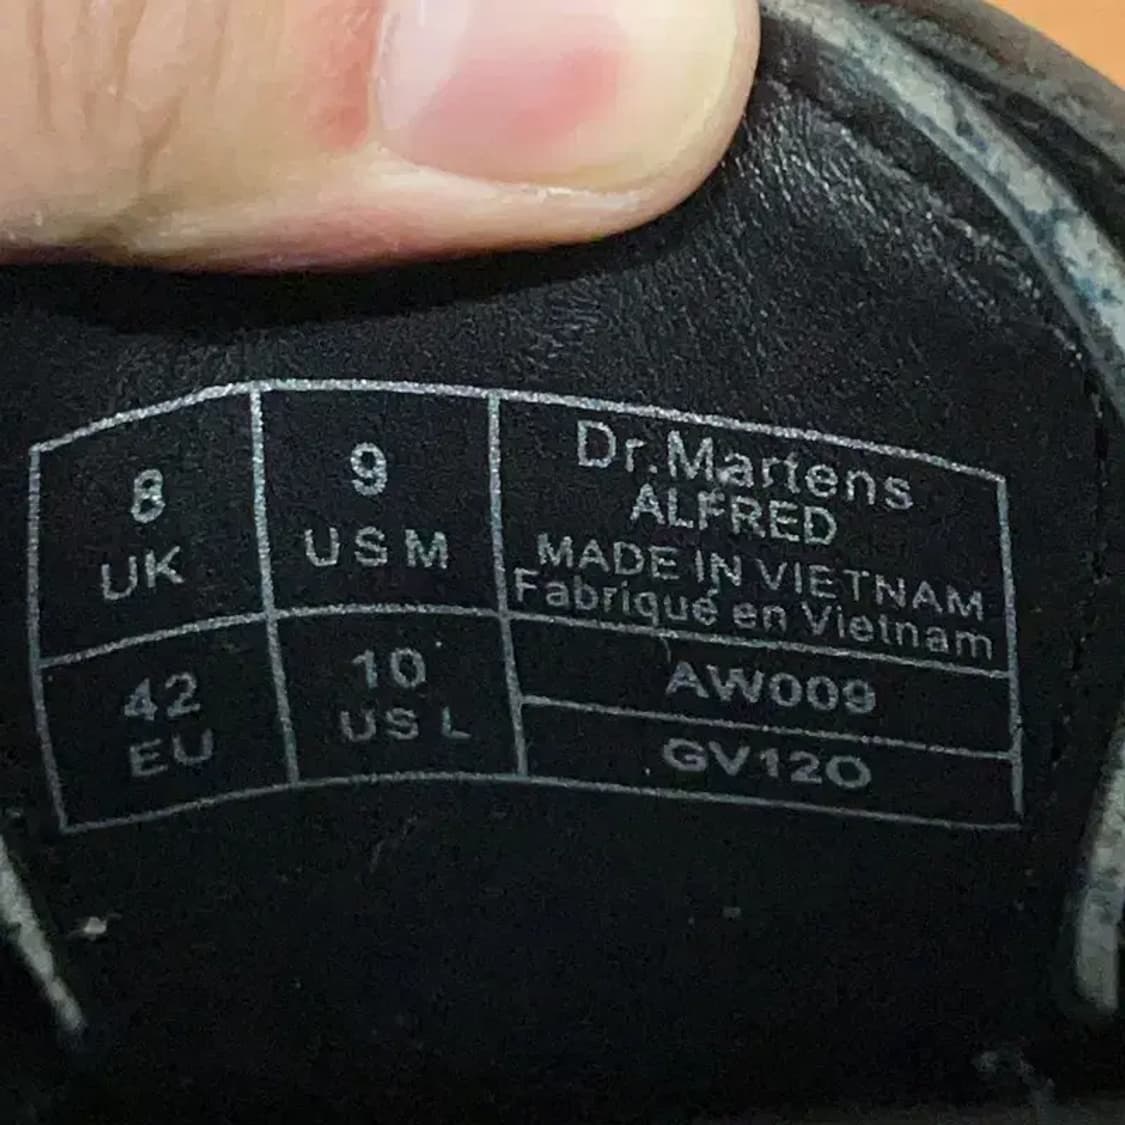 8
UK
9
US M
Dr.Martens
ALFRED
MADE IN VIETNAM
Fabriqué en Vietnam
42
EU
10
US L
AW009
GV12O